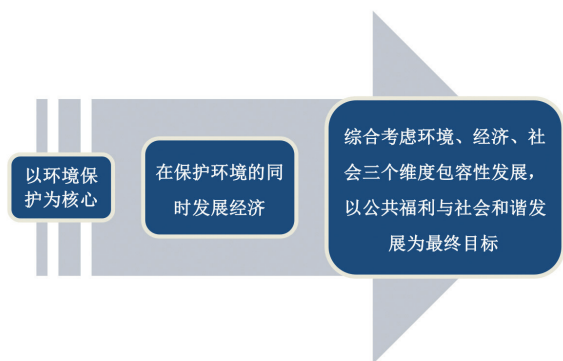 以环境保
护为核心
在保护环境的同
时发展经济
综合考虑环境、经济、社
会三个维度包容性发展，
以公共福利与社会和谐发
展为最终目标